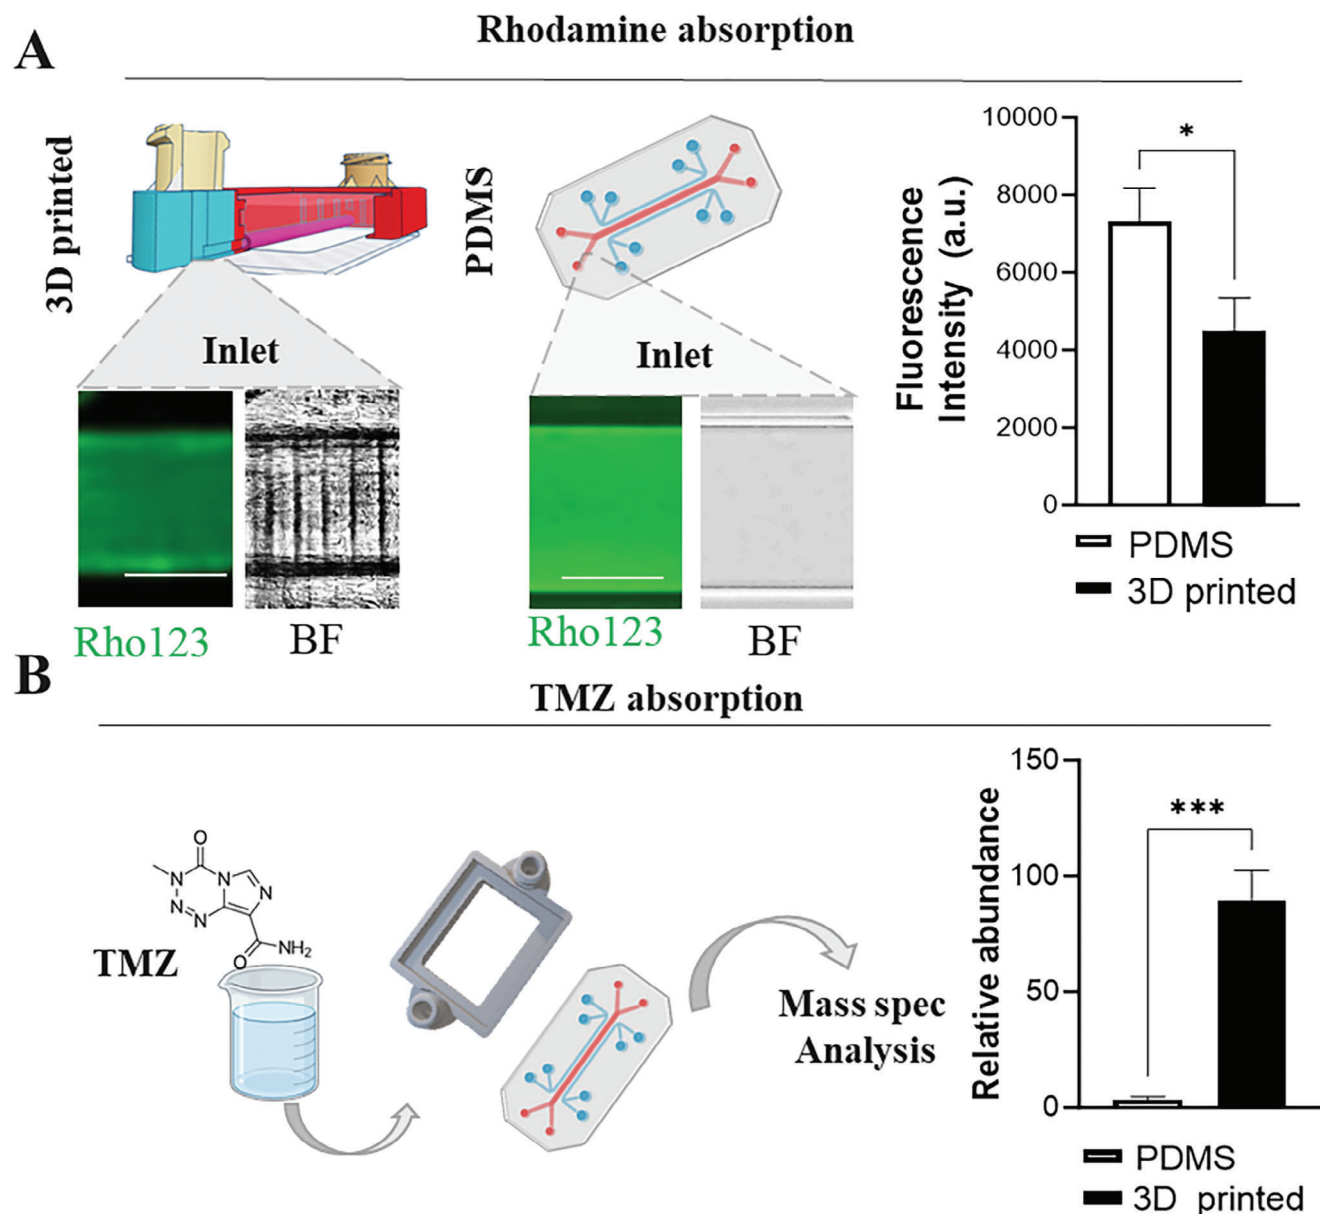 A
Rhodamine absorption
3D printed
PDMS
Inlet
Inlet
Rho123
BF
Rho123
BF
Fluorescence
Intensity (a.u.)
10000
8000
6000
4000
2000
0
*
PDMS
3D printed
B
TMZ absorption
O
N
N
N
N
N
N
O
NH2
TMZ
Mass spec
Analysis
Relative abundance
150
100
50
0
***
PDMS
3D printed